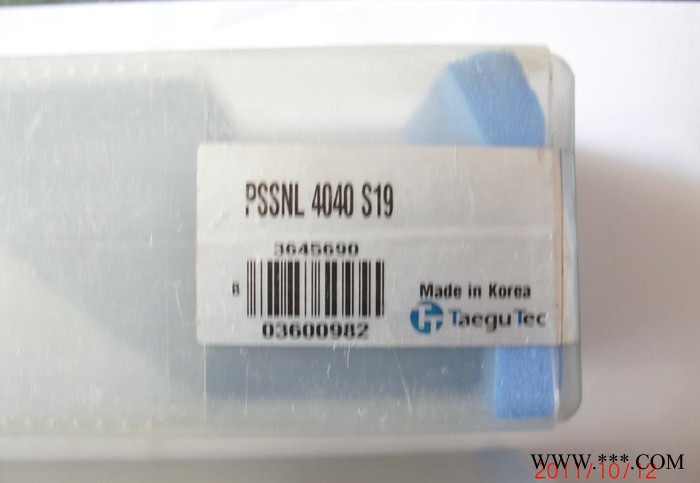 PSSNL 4040 S19
3645690
B
03600982
Made in Korea
TaeguTec
WWW.***.COM
2011/10/12